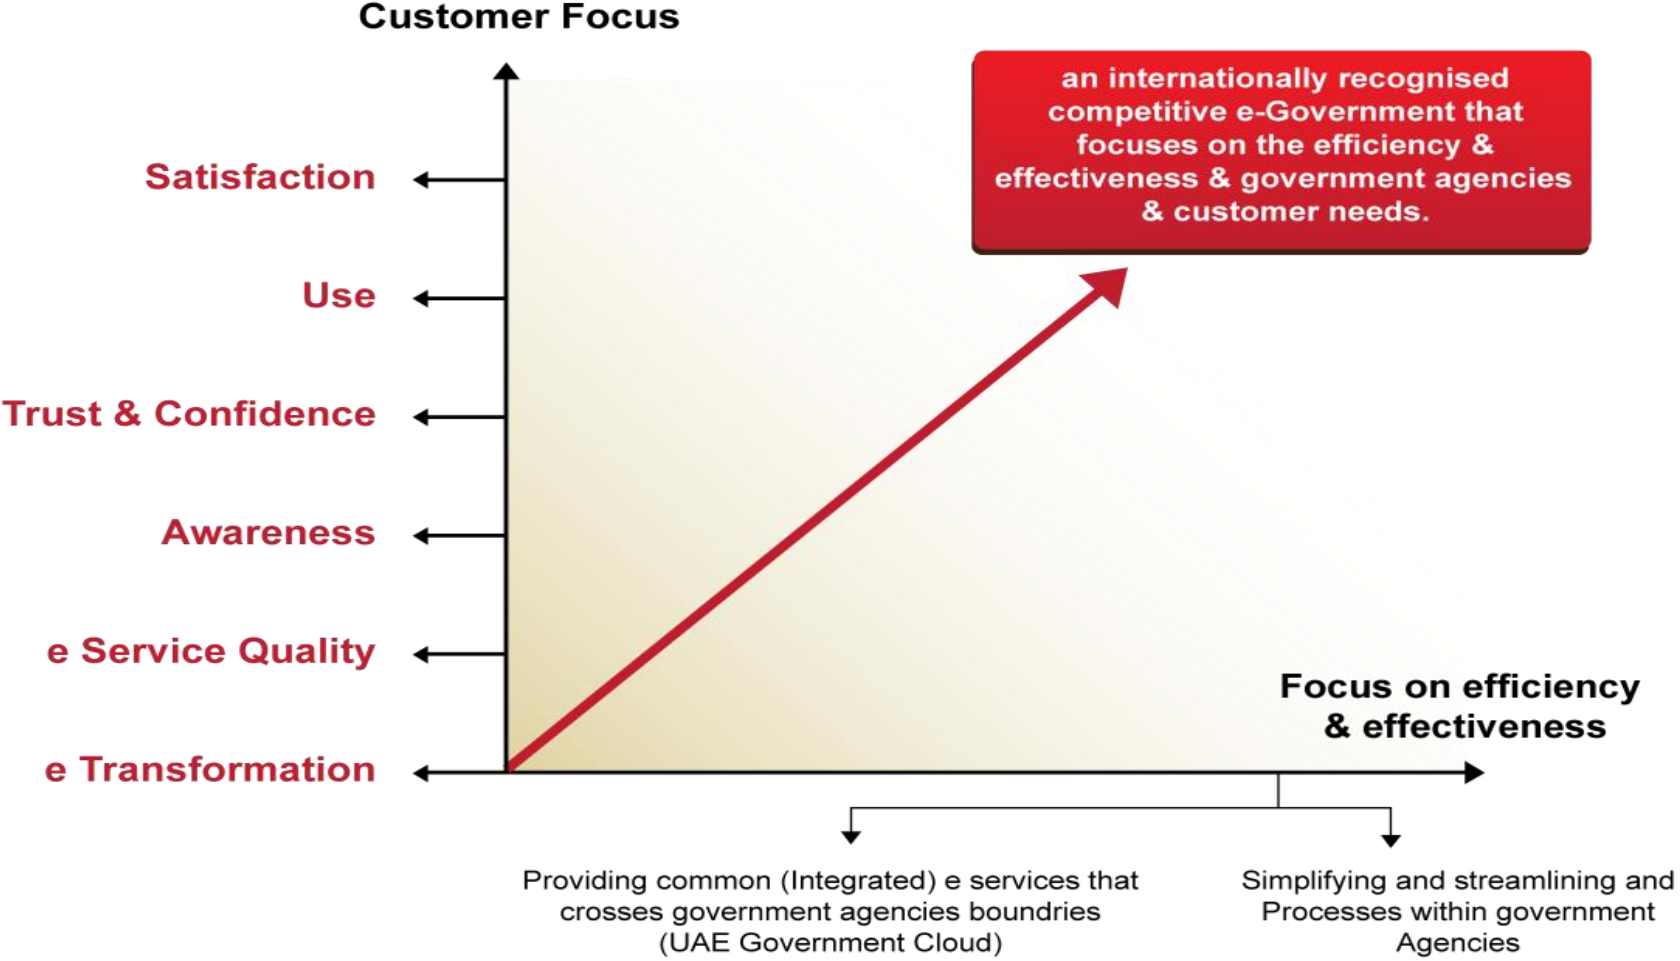 Customer Focus
an internationally recognised
competitive e-Government that
focuses on the efficiency &
effectiveness & government agencies
& customer needs.
Satisfaction
Use
Trust & Confidence
Awareness
e Service Quality
e Transformation
Focus on efficiency
& effectiveness
Providing common (Integrated) e services that
crosses government agencies boundries
(UAE Government Cloud)
Simplifying and streamlining and
Processes within government
Agencies